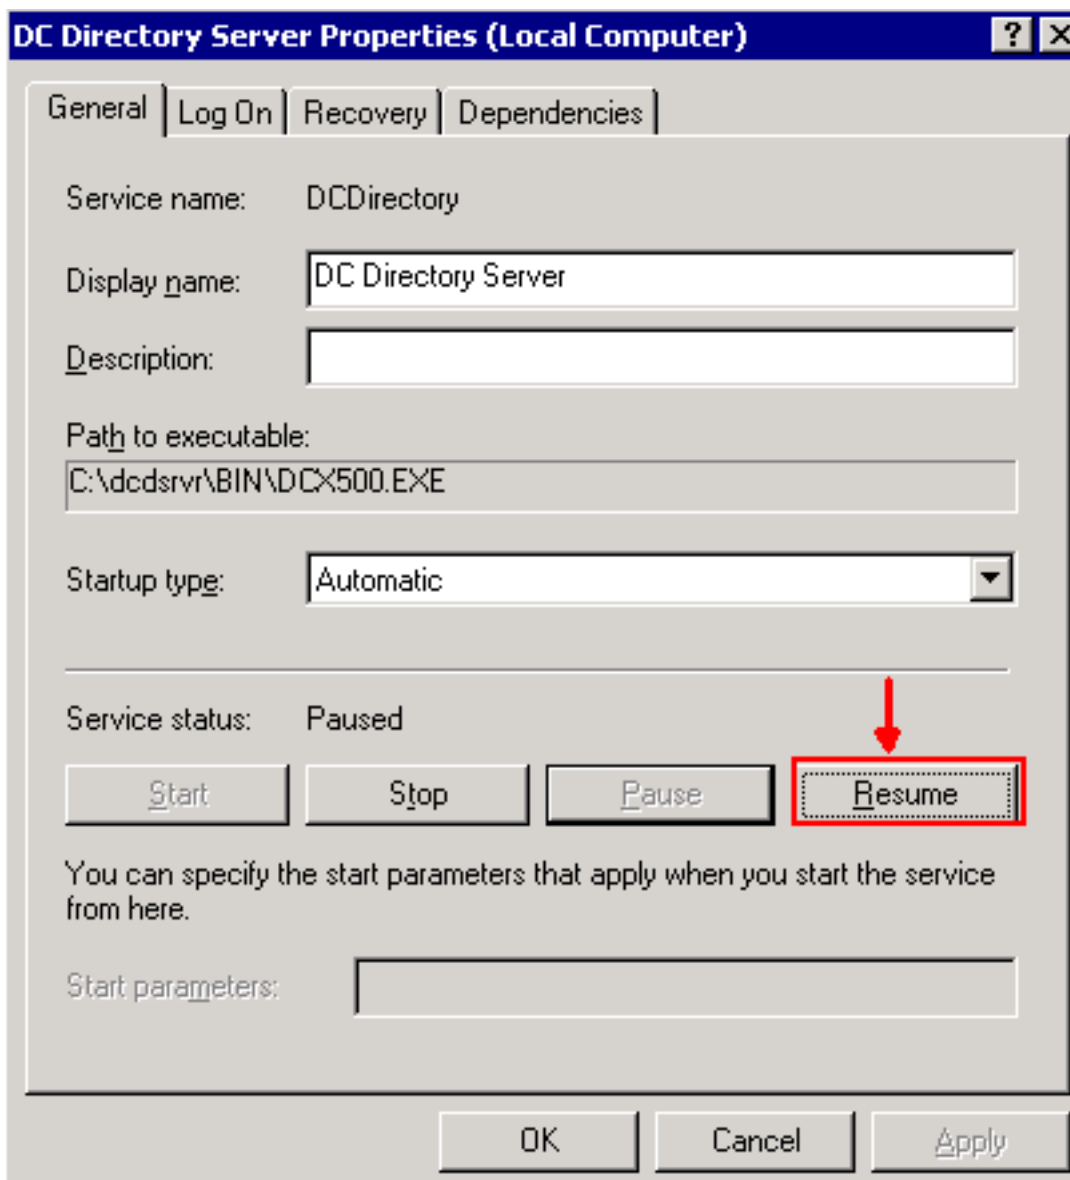 DC Directory Server Properties (Local Computer)
General Log On Recovery Dependencies
Service name: DCDirectory
Display name: DC Directory Server
Description:
Path to executable:
C:\dcdsrvr\BIN\DCX500.EXE
Startup type: Automatic
Service status: Paused
Start Stop Pause Resume
You can specify the start parameters that apply when you start the service
from here.
Start parameters:
OK Cancel Apply